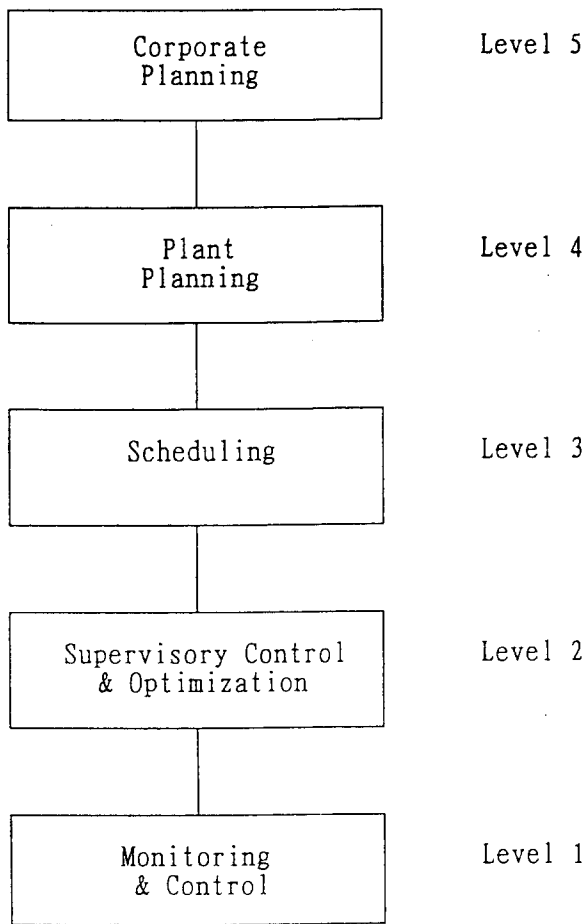 Corporate
Planning
Level 5
Plant
Planning
Level 4
Scheduling
Level 3
Supervisory Control
& Optimization
Level 2
Monitoring
& Control
Level 1